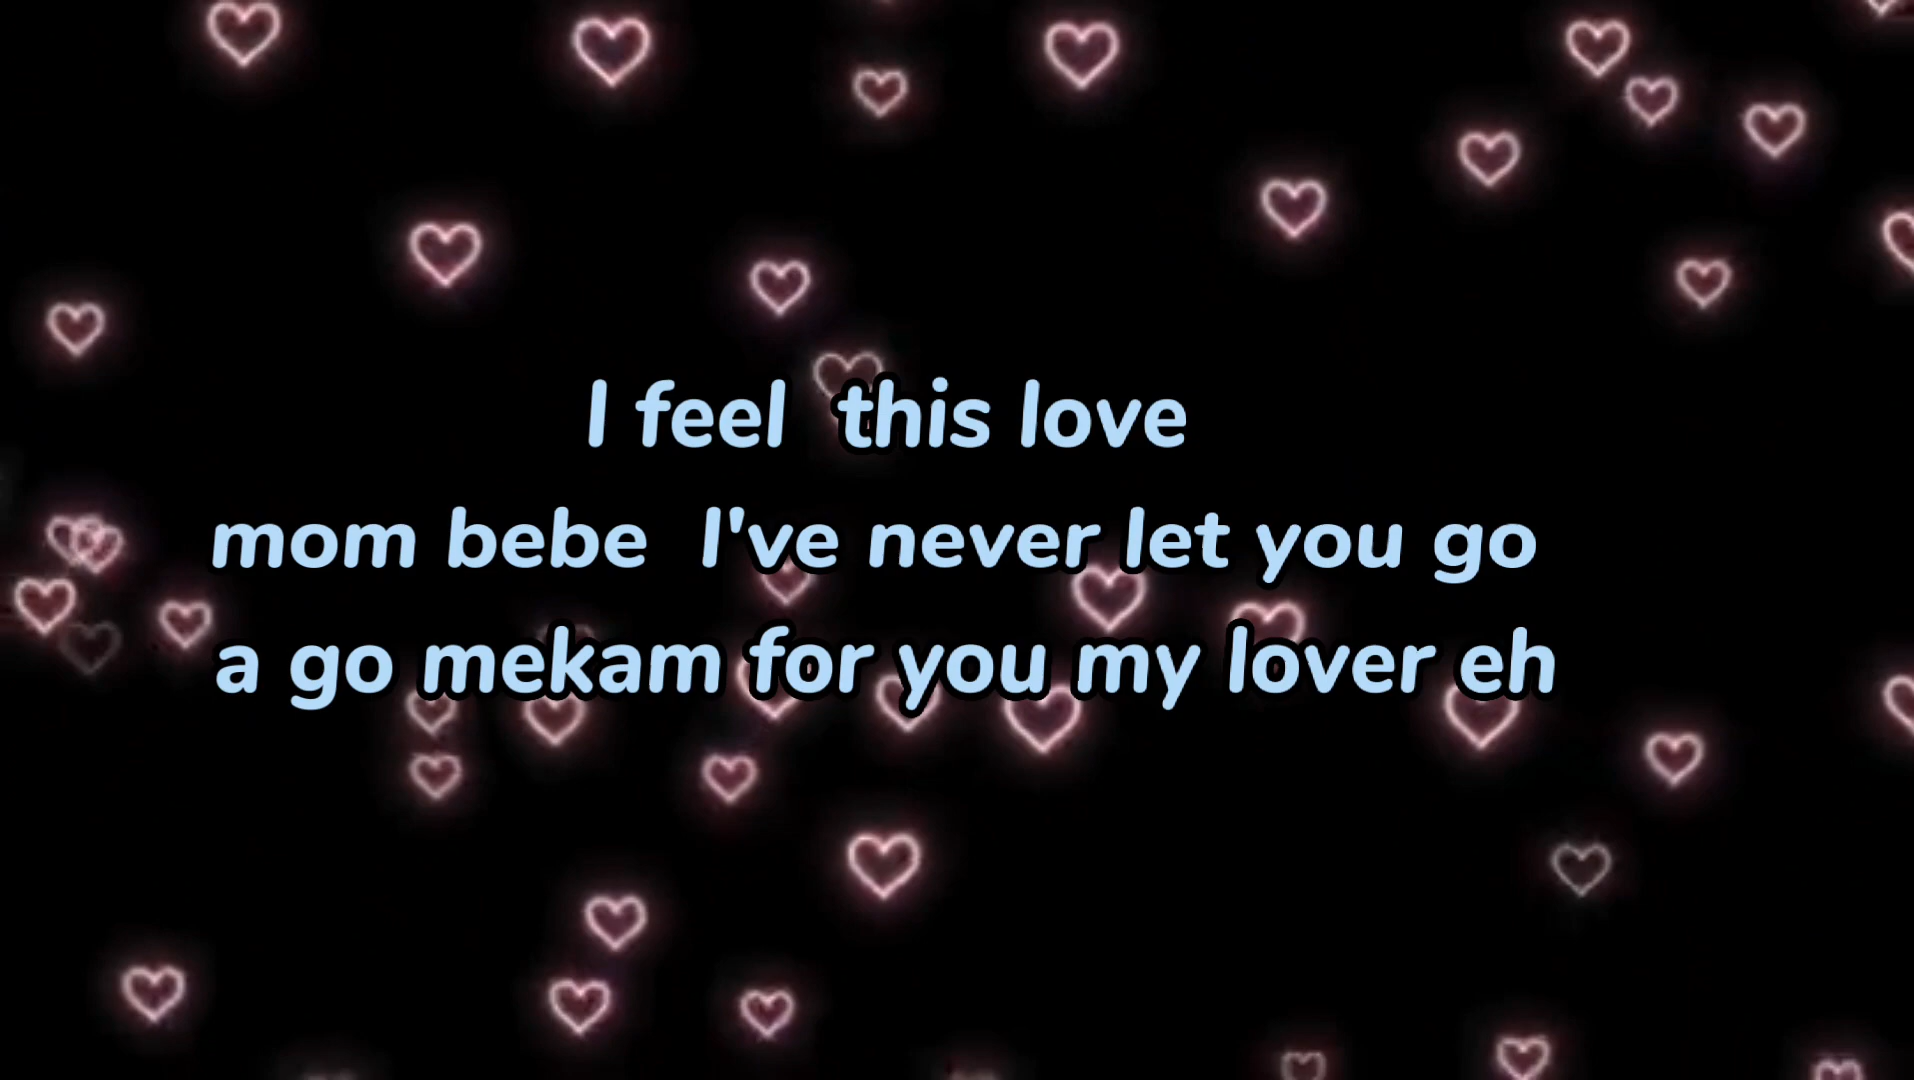 I feel  this love
mom bebe  I've never let you go
a go mekam for you my lover eh